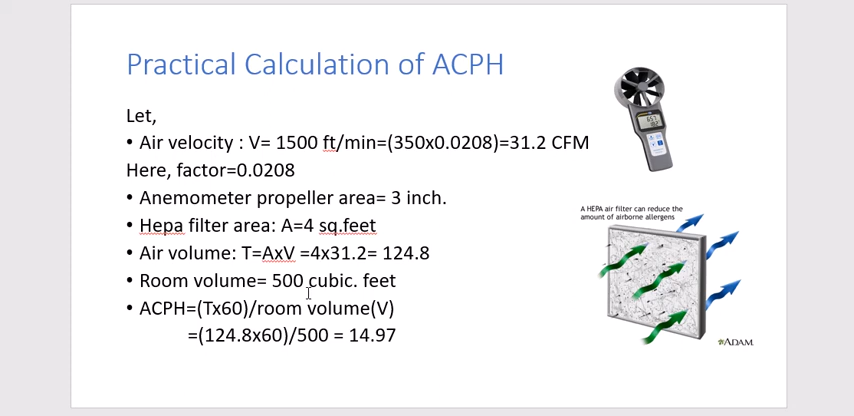 Practical Calculation of ACPH
Let,
• Air velocity : V= 1500 ft/min=(350x0.0208)=31.2 CFM
Here, factor=0.0208
• Anemometer propeller area= 3 inch.
• Hepa filter area: A=4 sq.feet
• Air volume: T=AxV =4x31.2= 124.8
• Room volume= 500 cubic. feet
• ACPH=(Tx60)/room volume(V)
=(124.8x60)/500 = 14.97
A HEPA air filter can reduce the
amount of airborne allergens
ADAM